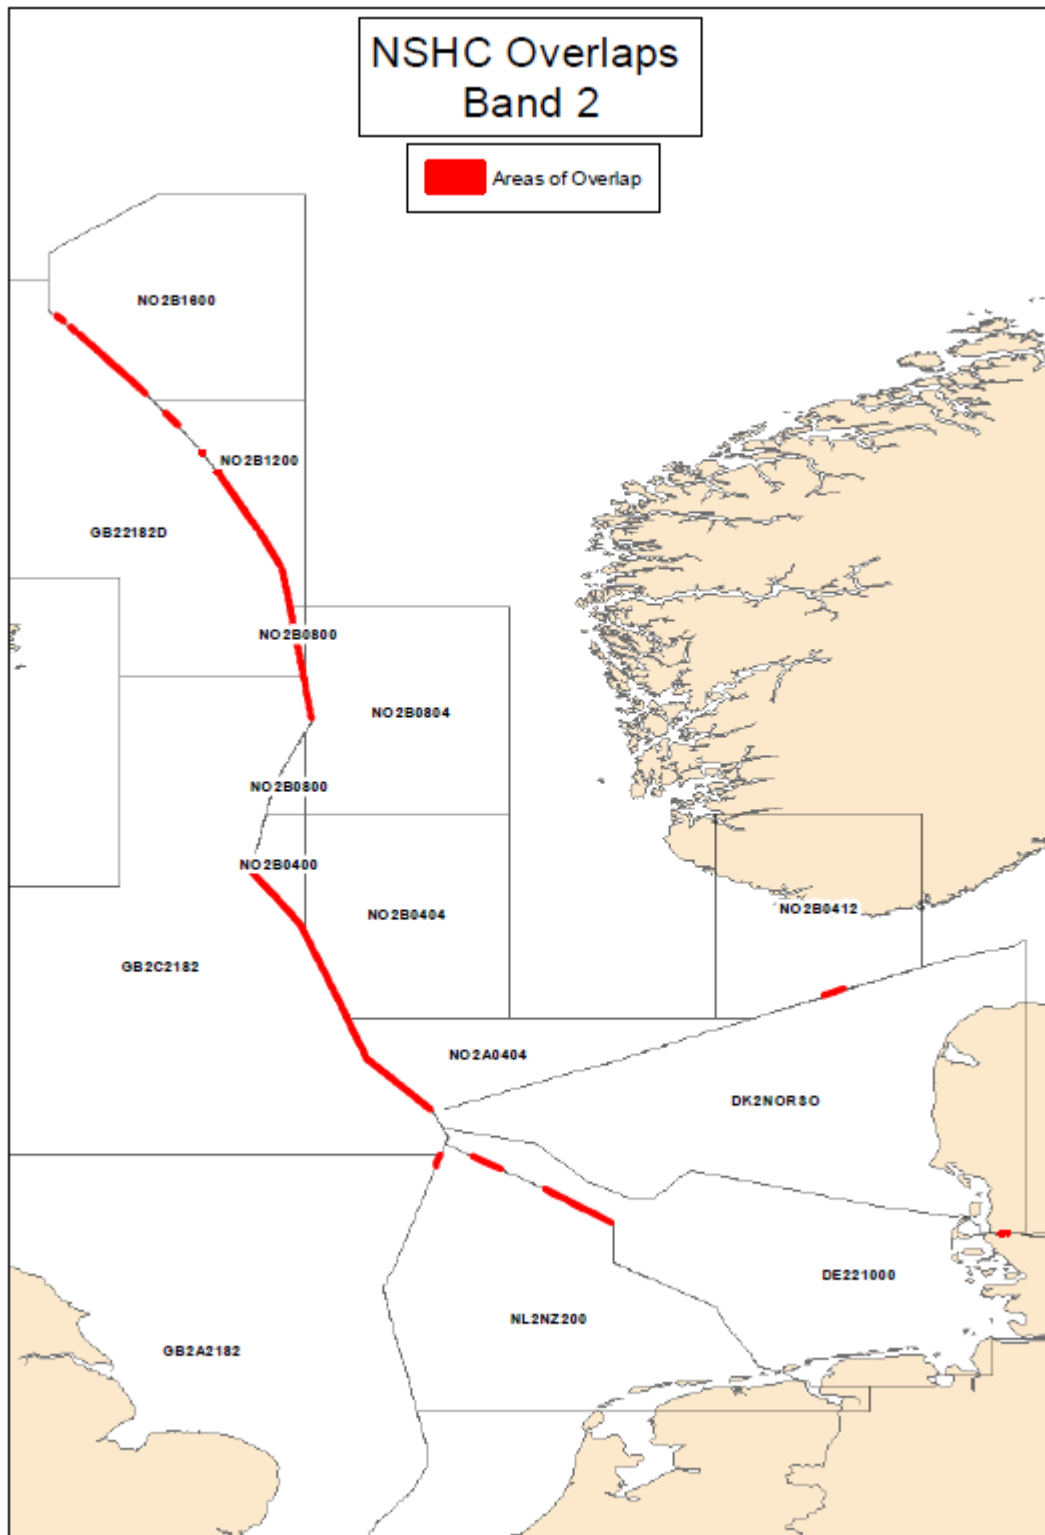 NSHC Overlaps
Band 2
Areas of Overlap
NO2B1600
NO2B1200
GB22182D
NO2B0800
NO2B0804
NO2B0800
NO2B0400
NO2B0404
NO2B0412
GB2C2182
NO2A0404
DK2NORSO
DE221000
NL2NZ200
GB2A2182